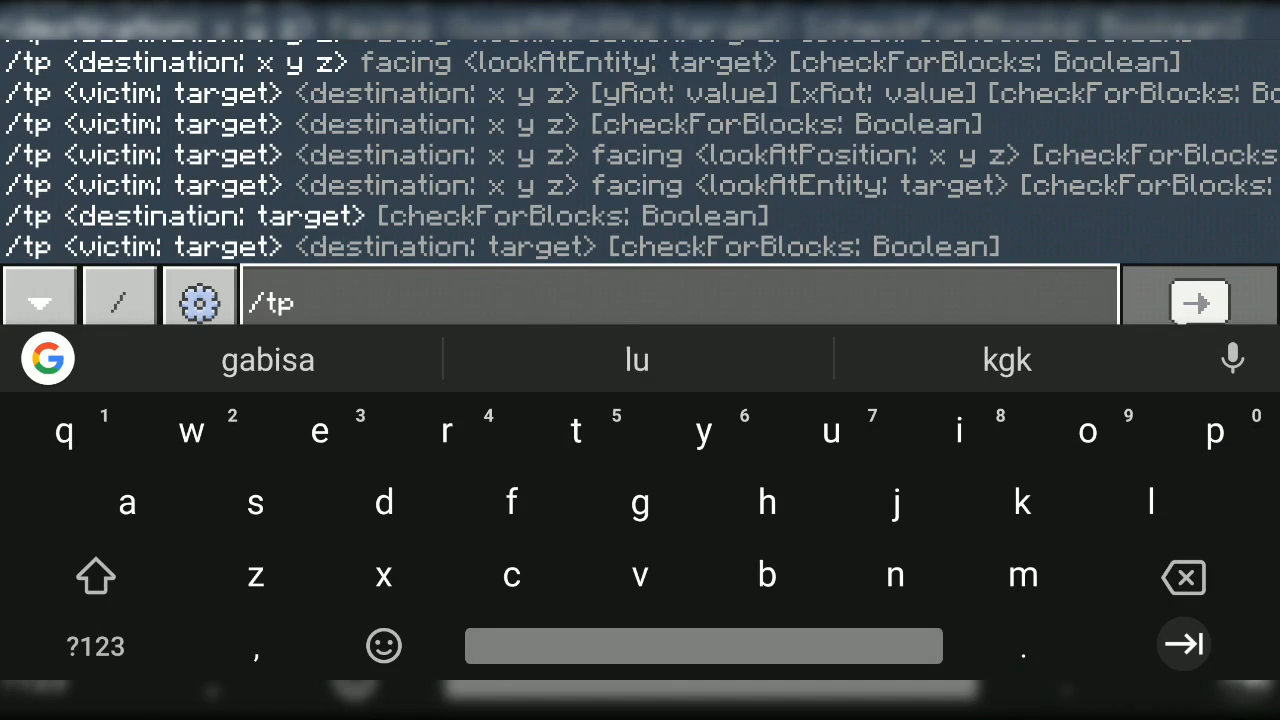 /tp <destination: x y z> facing <lookAtEntity: target> [checkForBlocks: Boolean]
/tp <victim: target> <destination: x y z> [yRot: value] [xRot: value] [checkForBlocks: Bo
/tp <victim: target> <destination: x y z> [checkForBlocks: Boolean]
/tp <victim: target> <destination: x y z> facing <lookAtPosition: x y z> [checkForBlocks
/tp <victim: target> <destination: x y z> facing <lookAtEntity: target> [checkForBlocks:
/tp <destination: target> [checkForBlocks: Boolean]
/tp <victim: target> <destination: target> [checkForBlocks: Boolean]
/ /tp
gabisa lu kgk
q 1 w 2 e 3 r 4 t 5 y 6 u 7 i 8 o 9 p 0
a s d f g h j k l
z x c v b n m
?123 , .